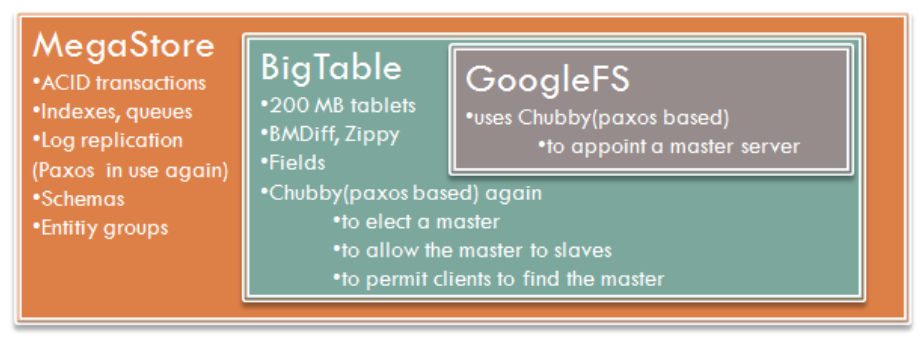 MegaStore
•ACID transactions
•Indexes, queues
•Log replication
(Paxos in use again)
•Schemas
•Entitiy groups
BigTable
•200 MB tablets
•BMDiff, Zippy
•Fields
•Chubby(paxos based) again
•to elect a master
•to allow the master to slaves
•to permit clients to find the master
GoogleFS
•uses Chubby(paxos based)
•to appoint a master server